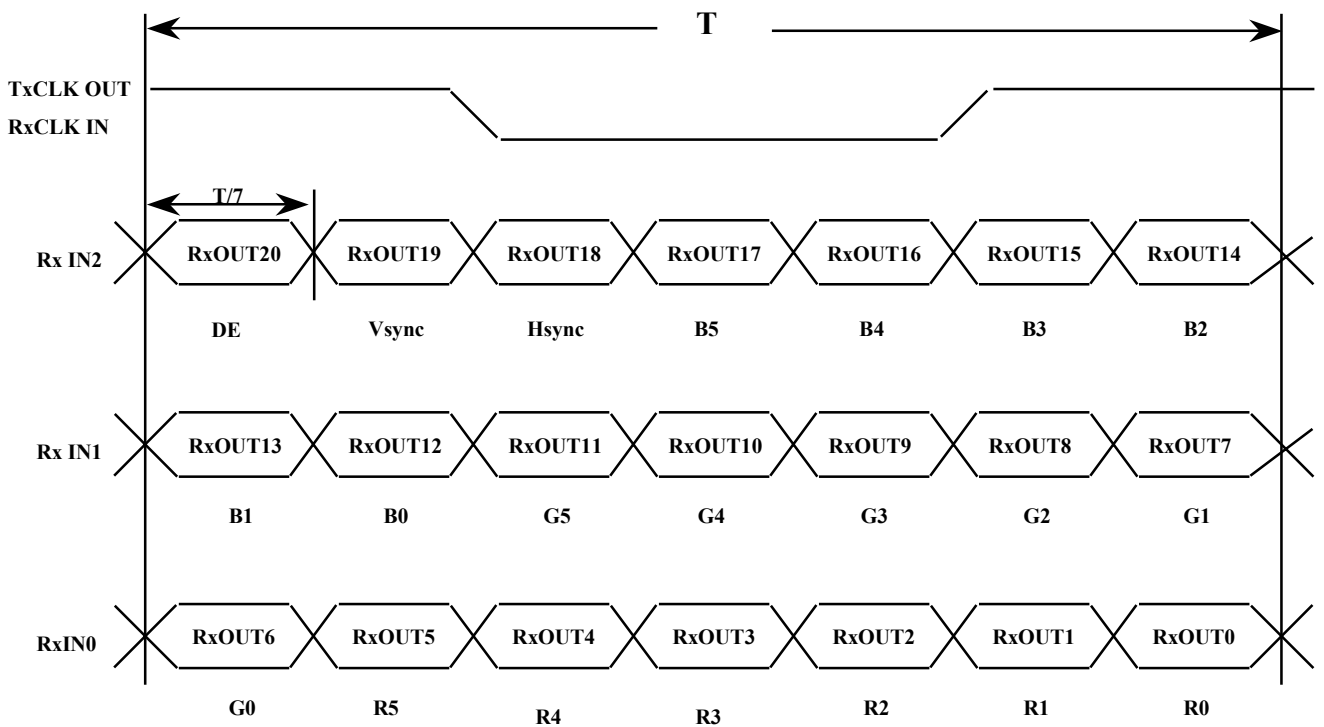 T
TxCLK OUT
RxCLK IN
T/7
Rx IN2 RxOUT20 RxOUT19 RxOUT18 RxOUT17 RxOUT16 RxOUT15 RxOUT14
DE Vsync Hsync B5 B4 B3 B2
Rx IN1 RxOUT13 RxOUT12 RxOUT11 RxOUT10 RxOUT9 RxOUT8 RxOUT7
B1 B0 G5 G4 G3 G2 G1
RxIN0 RxOUT6 RxOUT5 RxOUT4 RxOUT3 RxOUT2 RxOUT1 RxOUT0
G0 R5 R4 R3 R2 R1 R0